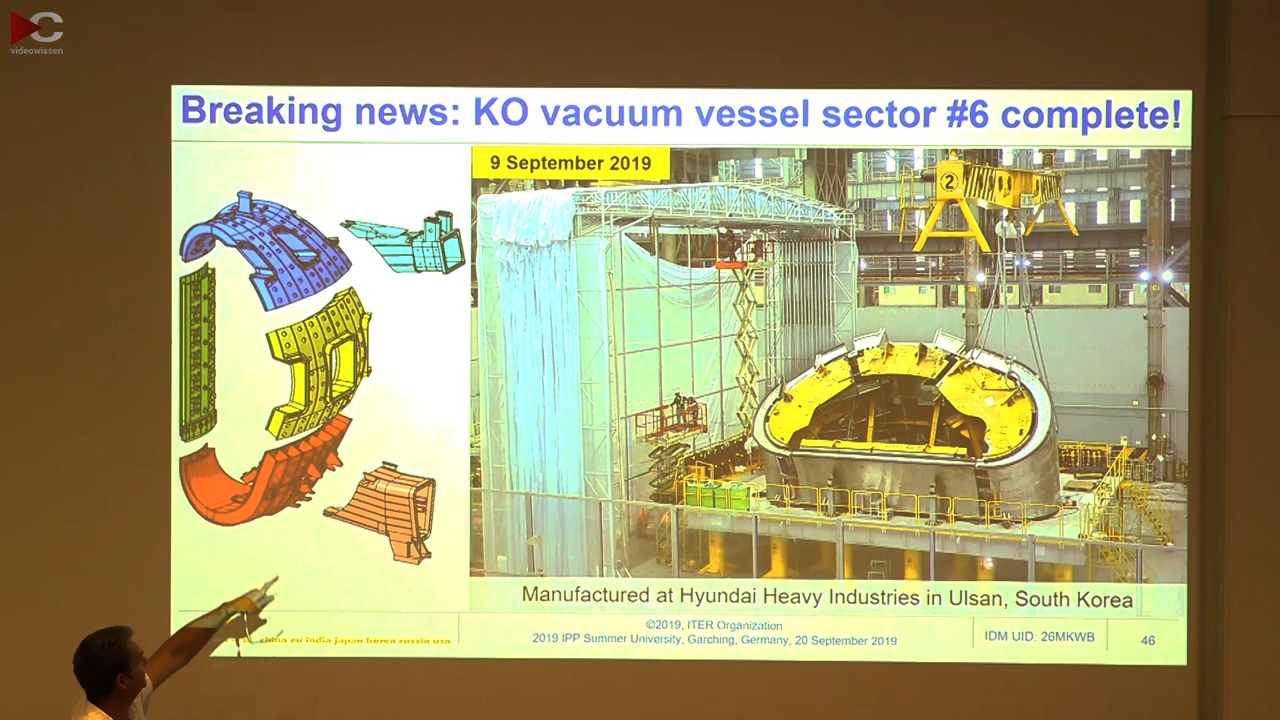 C
videowissen
Breaking news: KO vacuum vessel sector #6 complete!
9 September 2019
2
Manufactured at Hyundai Heavy Industries in Ulsan, South Korea
china eu india japan korea russia usa
©2019, ITER Organization
2019 IPP Summer University, Garching, Germany, 20 September 2019
IDM UID: 26MKWB
46